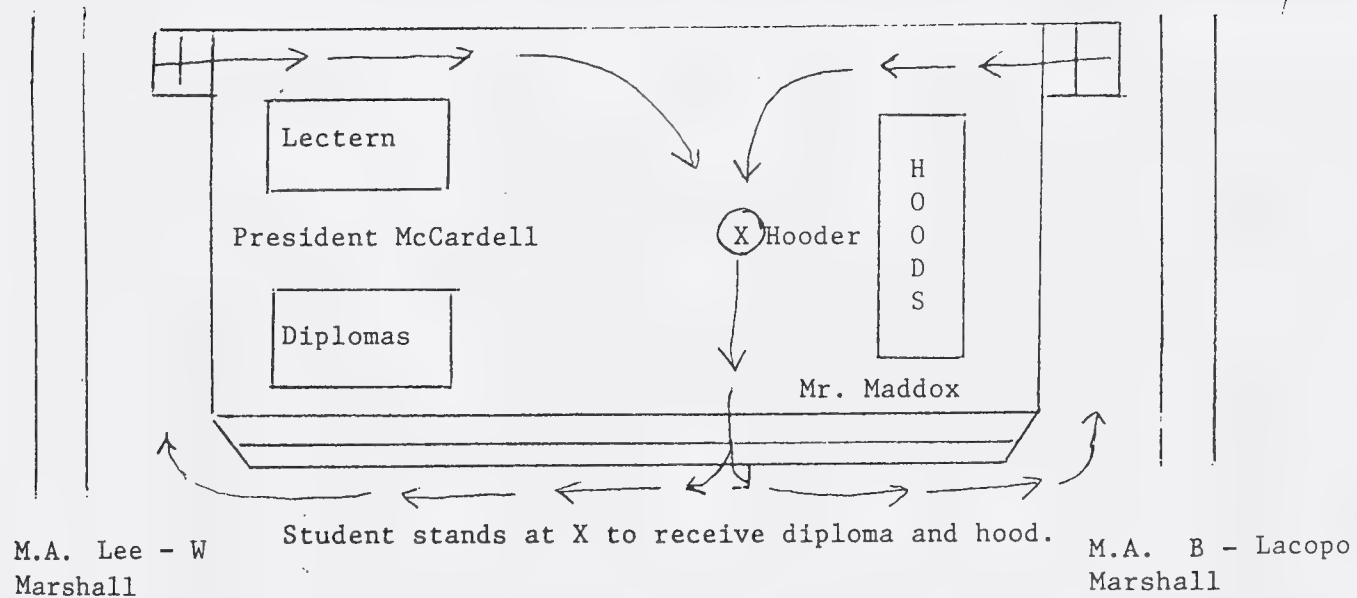 Lectern
H
O
O
D
S
President McCardell
X Hooder
Diplomas
Mr. Maddox
Student stands at X to receive diploma and hood.
M.A. Lee - W
Marshall
M.A. B - Lacopo
Marshall